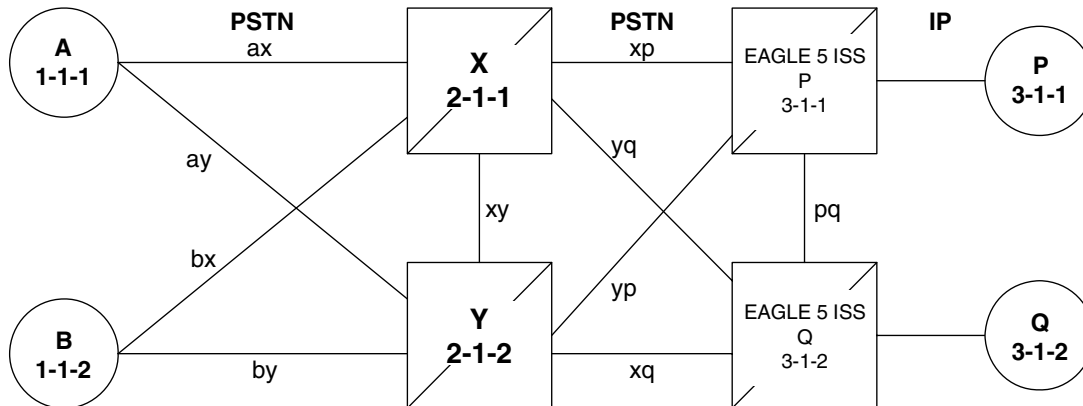 PSTN
PSTN
IP
A
1-1-1
ax
X
2-1-1
xp
EAGLE 5 ISS
P
3-1-1
P
3-1-1
ay
yq
bx
xy
pq
yp
B
1-1-2
by
Y
2-1-2
xq
EAGLE 5 ISS
Q
3-1-2
Q
3-1-2